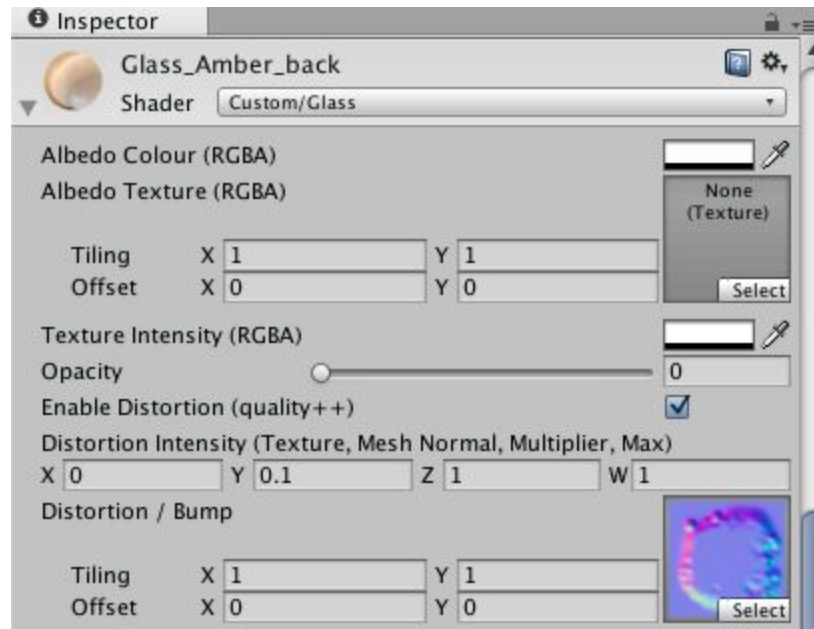 Inspector
Glass_Amber_back
Shader Custom/Glass
Albedo Colour (RGBA)
Albedo Texture (RGBA)
None
(Texture)
Tiling X 1 Y 1
Offset X 0 Y 0
Select
Texture Intensity (RGBA)
Opacity 0
Enable Distortion (quality++)
Distortion Intensity (Texture, Mesh Normal, Multiplier, Max)
X 0 Y 0.1 Z 1 W 1
Distortion / Bump
Tiling X 1 Y 1
Offset X 0 Y 0
Select